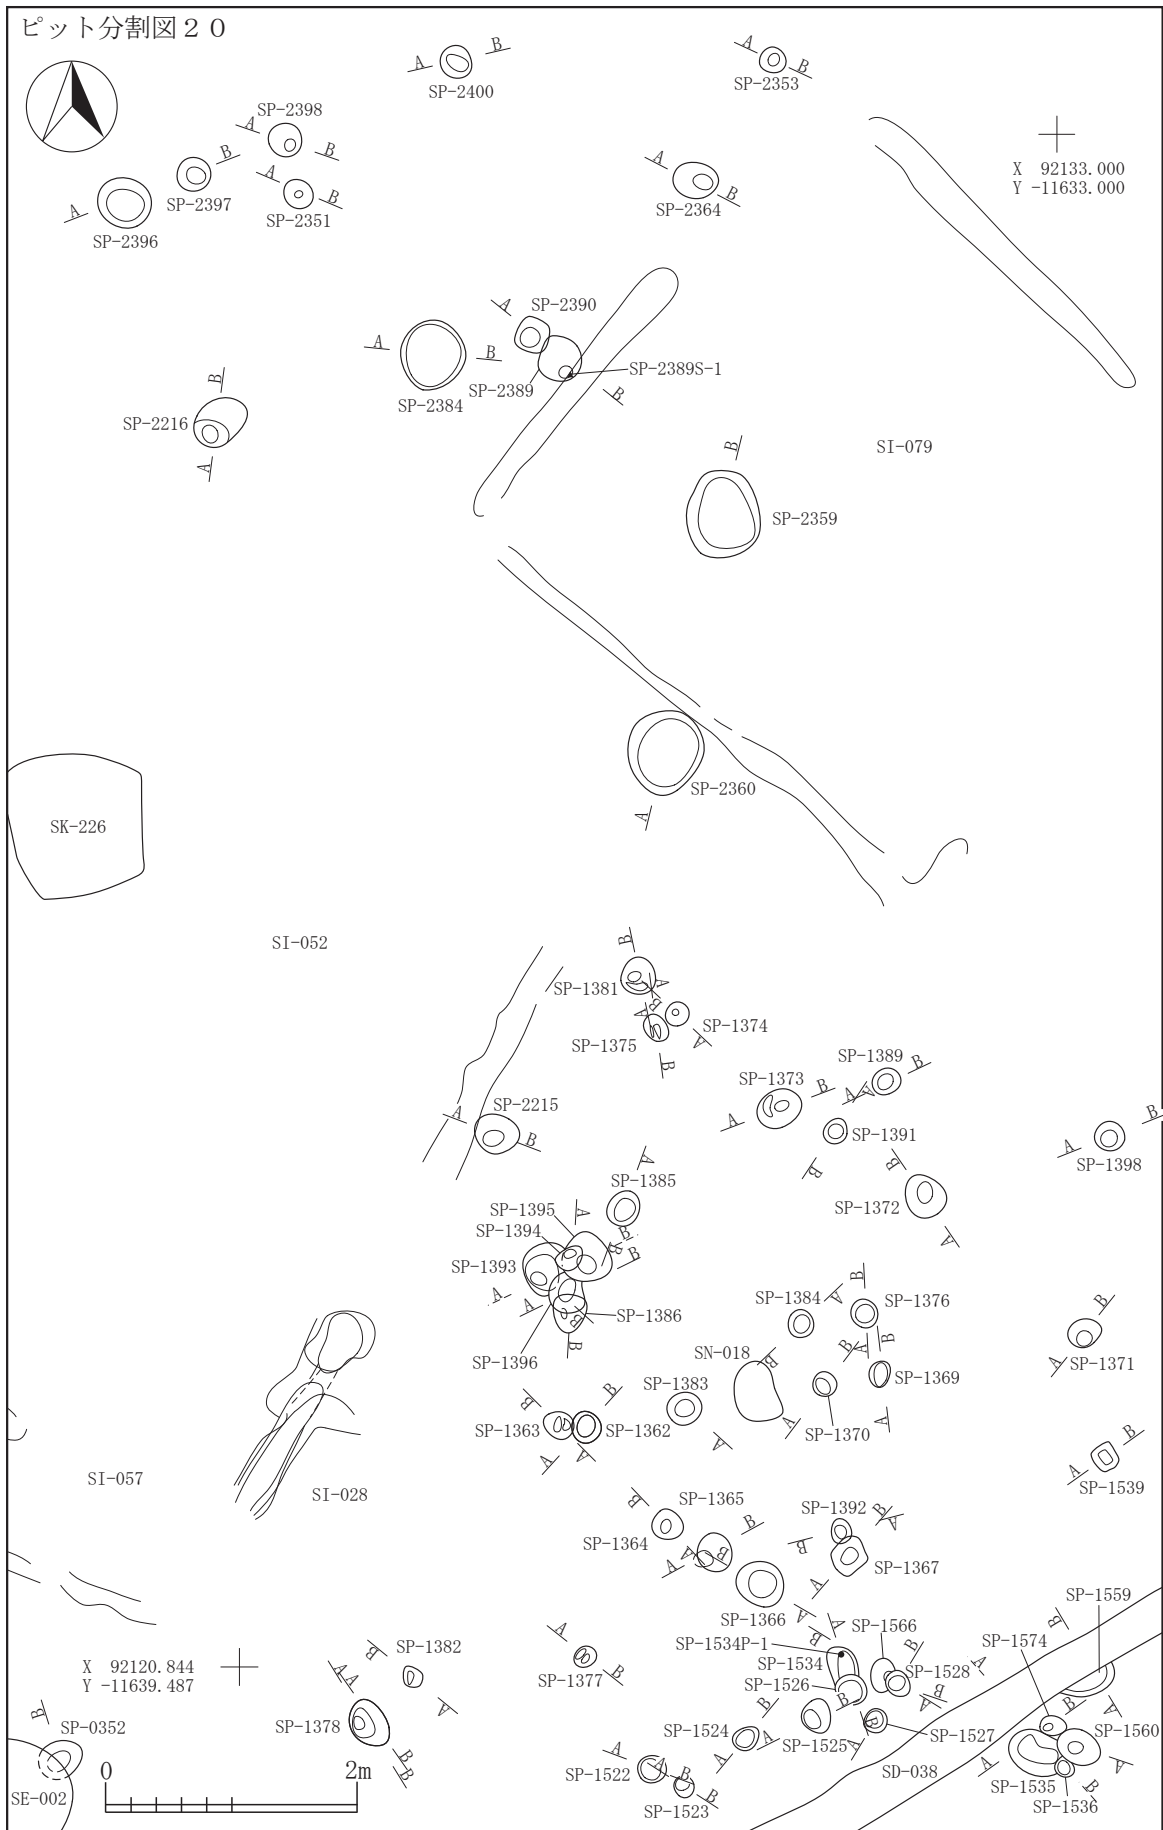 ピット分割図２０
A B
SP-2400
A B
SP-2353
SP-2398
A B
X 92133.000
Y -11633.000
B
SP-2397
A B
SP-2351
A
SP-2396
A B
SP-2364
A SP-2390
A B
SP-2384
SP-2389
SP-2389S-1
B
B
SP-2216
A
SI-079
B
SP-2359
SP-2360
A
SK-226
SI-052
B
SP-1381
A
B
A
SP-1374
SP-1375
A
B
SP-1389
B
SP-1373
B
A A
A
SP-1391
B
SP-2215
A
B
B
A
SP-1398
A
SP-1385
B
SP-1372
A
SP-1395
A
SP-1394
B
B
B
SP-1393
A
A
B
SP-1386
B
SP-1396
B
SP-1384
A
SP-1376
B
B
SP-1371
A
B
A
B
SN-018
SP-1383
SP-1369
A
SP-1370
A
B
B
SP-1363
SP-1362
A
A
A
B
SP-1539
A
SI-057
SI-028
B
SP-1365
SP-1364
B
A
A
B
SP-1392
B
A
B
SP-1367
A
SP-1366
A
A
B
SP-1559
B
SP-1566
SP-1574
SP-1534P-1
B
SP-1534
SP-1528
A
SP-1526
B
A
X 92120.844
Y -11639.487
A
SP-1377
B
SP-1382
B
A
A A
SP-1378
B
B
B
SP-0352
SE-002
0 2m
B
SP-1524
A
A
B
SP-1525
B
A
SP-1527
B
A
SP-1560
A
A
SP-1522
A
B
SP-1523
B
SD-038
A
SP-1535
B
SP-1536